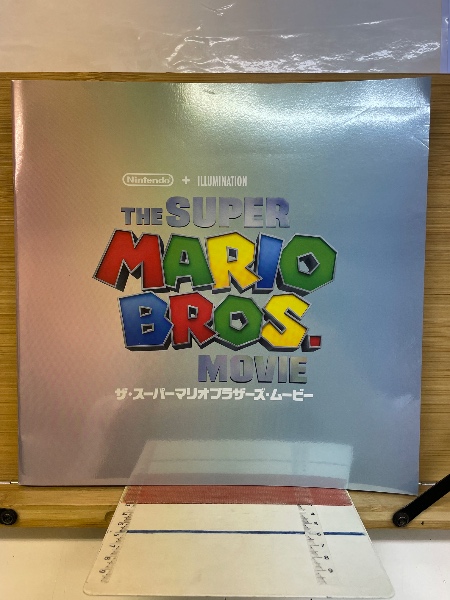 Nintendo + ILLUMINATION
THE SUPER
MARIO
BROS.
MOVIE
ザ・スーパーマリオブラザーズ・ムービー